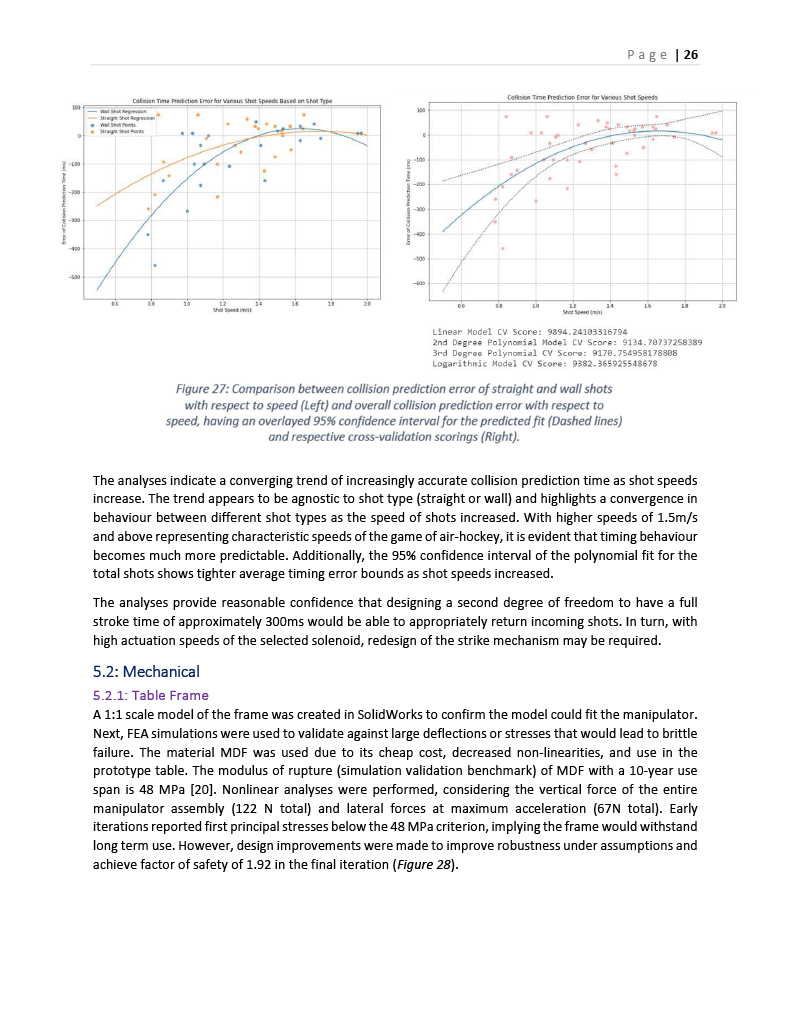 Page | 26
Collision Time Prediction Error for Various Shot Speeds Based on Shot Type
Wall Shot Regression
Straight Shot Regression
Wall Shot Points
Straight Shot Points
100
0
−100
−200
−300
−400
−500
0.6 0.8 1.0 1.2 1.4 1.6 1.8 2.0
Shot Speed (m/s)
Error of Collision Prediction Time (ms)
Collision Time Prediction Error for Various Shot Speeds
100
0
−100
−200
−300
−400
−500
−600
0.6 0.8 1.0 1.2 1.4 1.6 1.8 2.0
Shot Speed (m/s)
Error of Collision Prediction Time (ms)
Linear Model CV Score: 9894.24103316794
2nd Degree Polynomial Model CV Score: 9134.70737258389
3rd Degree Polynomial CV Score: 9170.754958178808
Logarithmic Model CV Score: 9382.365925548678
Figure 27: Comparison between collision prediction error of straight and wall shots
with respect to speed (Left) and overall collision prediction error with respect to
speed, having an overlayed 95% confidence interval for the predicted fit (Dashed lines)
and respective cross-validation scorings (Right).
The analyses indicate a converging trend of increasingly accurate collision prediction time as shot speeds
increase. The trend appears to be agnostic to shot type (straight or wall) and highlights a convergence in
behaviour between different shot types as the speed of shots increased. With higher speeds of 1.5m/s
and above representing characteristic speeds of the game of air-hockey, it is evident that timing behaviour
becomes much more predictable. Additionally, the 95% confidence interval of the polynomial fit for the
total shots shows tighter average timing error bounds as shot speeds increased.
The analyses provide reasonable confidence that designing a second degree of freedom to have a full
stroke time of approximately 300ms would be able to appropriately return incoming shots. In turn, with
high actuation speeds of the selected solenoid, redesign of the strike mechanism may be required.
5.2: Mechanical
5.2.1: Table Frame
A 1:1 scale model of the frame was created in SolidWorks to confirm the model could fit the manipulator.
Next, FEA simulations were used to validate against large deflections or stresses that would lead to brittle
failure. The material MDF was used due to its cheap cost, decreased non-linearities, and use in the
prototype table. The modulus of rupture (simulation validation benchmark) of MDF with a 10-year use
span is 48 MPa [20]. Nonlinear analyses were performed, considering the vertical force of the entire
manipulator assembly (122 N total) and lateral forces at maximum acceleration (67N total). Early
iterations reported first principal stresses below the 48 MPa criterion, implying the frame would withstand
long term use. However, design improvements were made to improve robustness under assumptions and
achieve factor of safety of 1.92 in the final iteration (Figure 28).